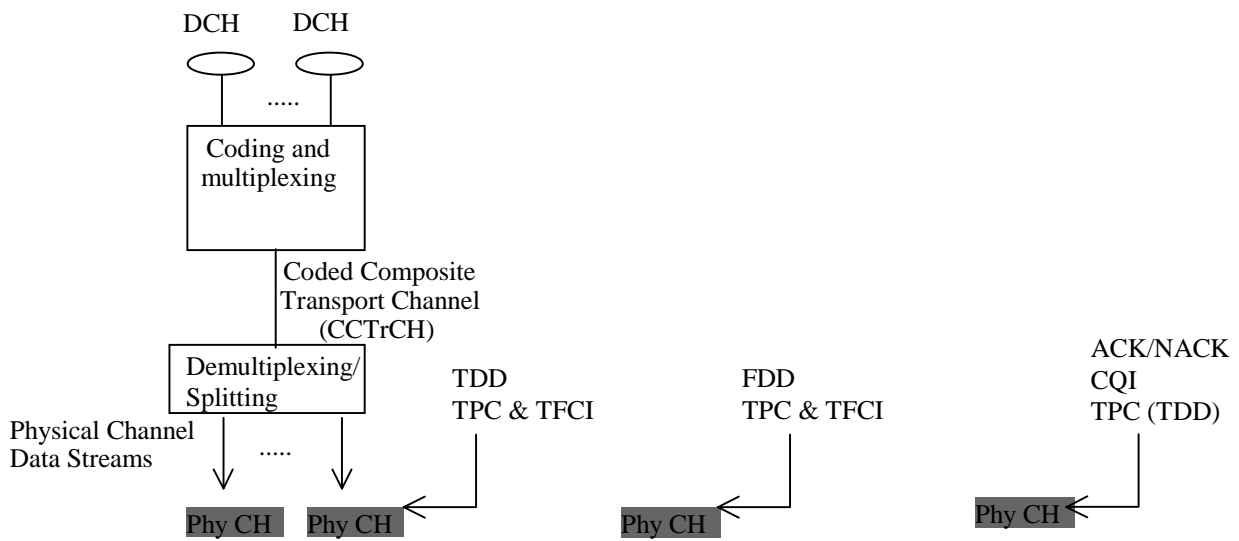 DCH DCH
.....
Coding and
multiplexing
Coded Composite
Transport Channel
(CCTrCH)
Demultiplexing/
Splitting
Physical Channel
Data Streams
.....
TDD
TPC & TFCI
FDD
TPC & TFCI
ACK/NACK
CQI
TPC (TDD)
Phy CH Phy CH Phy CH Phy CH